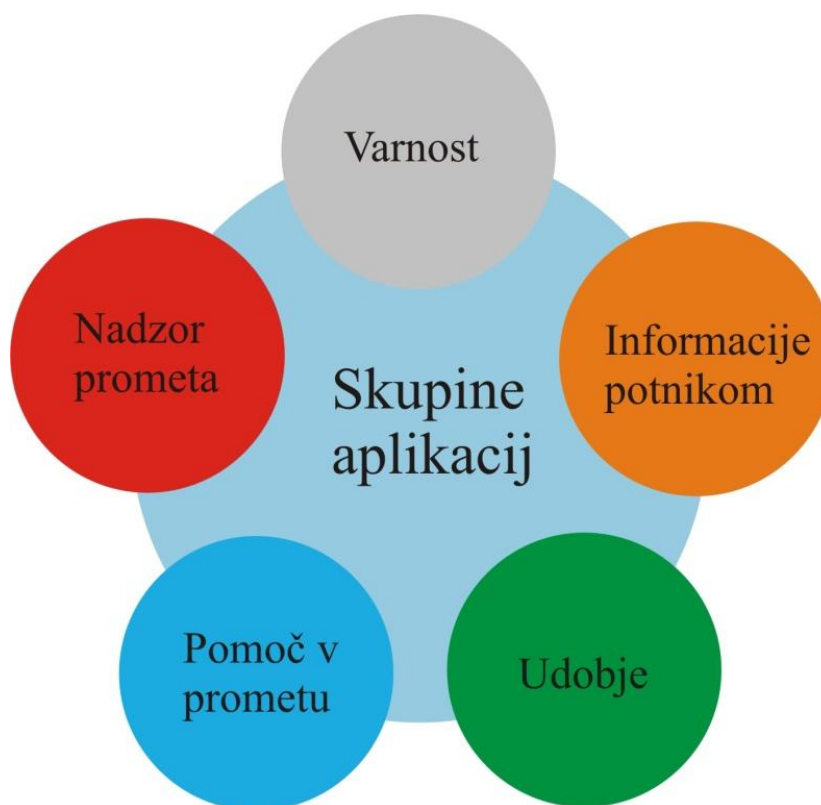 Varnost
Nadzor
prometa
Informacije
potnikom
Skupine
aplikacij
Pomoč v
prometu
Udobje